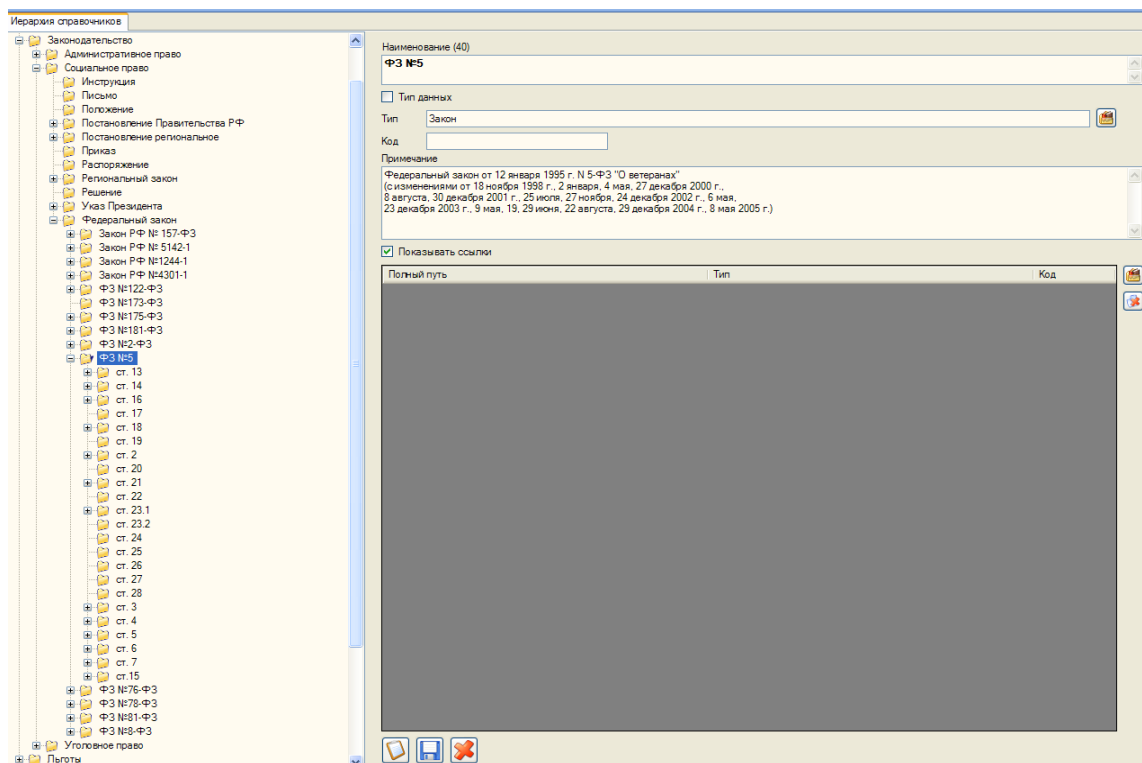 Иерархия справочников
Законодательство
Административное право
Социальное право
Инструкция
Письмо
Положение
Постановление Правительства РФ
Постановление региональное
Приказ
Распоряжение
Региональный закон
Решение
Указ Президента
Федеральный закон
Закон РФ № 157-ФЗ
Закон РФ № 5142-1
Закон РФ №1244-1
Закон РФ №4301-1
ФЗ №122-ФЗ
ФЗ №173-ФЗ
ФЗ №175-ФЗ
ФЗ №181-ФЗ
ФЗ №2-ФЗ
ФЗ №5
ст. 13
ст. 14
ст. 16
ст. 17
ст. 18
ст. 19
ст. 2
ст. 20
ст. 21
ст. 22
ст. 23.1
ст. 23.2
ст. 24
ст. 25
ст. 26
ст. 27
ст. 28
ст. 3
ст. 4
ст. 5
ст. 6
ст. 7
ст.15
ФЗ №76-ФЗ
ФЗ №78-ФЗ
ФЗ №81-ФЗ
ФЗ №8-ФЗ
Уголовное право
Льготы
Наименование (40)
ФЗ №5
Тип данных
Тип Закон
Код
Примечание
Федеральный закон от 12 января 1995 г. N 5-ФЗ "О ветеранах"
(с изменениями от 18 ноября 1998 г., 2 января, 4 мая, 27 декабря 2000 г.,
8 августа, 30 декабря 2001 г., 25 июля, 27 ноября, 24 декабря 2002 г., 6 мая,
23 декабря 2003 г., 9 мая, 19, 29 июня, 22 августа, 29 декабря 2004 г., 8 мая 2005 г.)
Показывать ссылки
Полный путь Тип Код